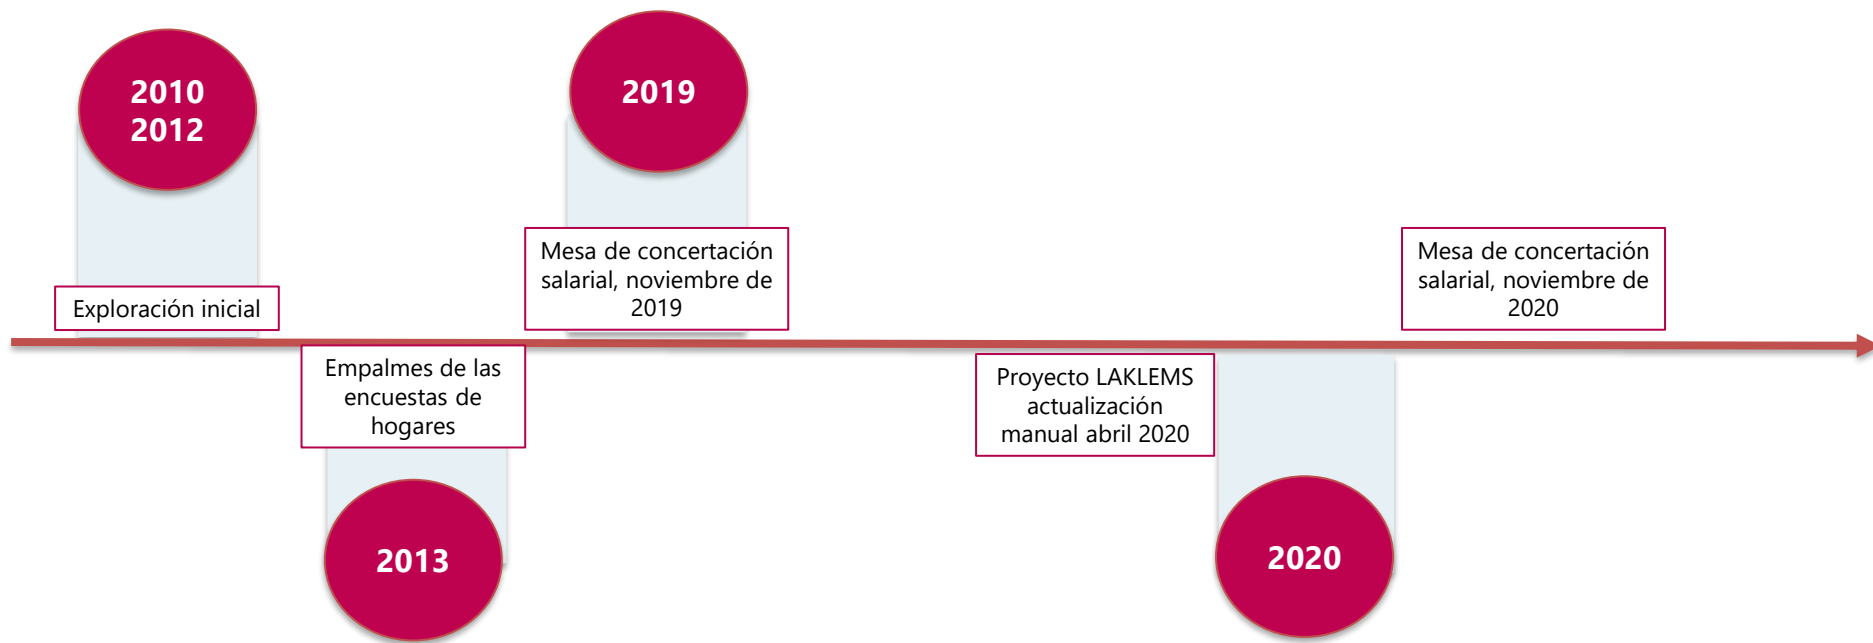 2010
2012
Exploración inicial
Empalmes de las
encuestas de
hogares
2013
2019
Mesa de concertación
salarial, noviembre de
2019
Proyecto LAKLEMS
actualización
manual abril 2020
2020
Mesa de concertación
salarial, noviembre de
2020